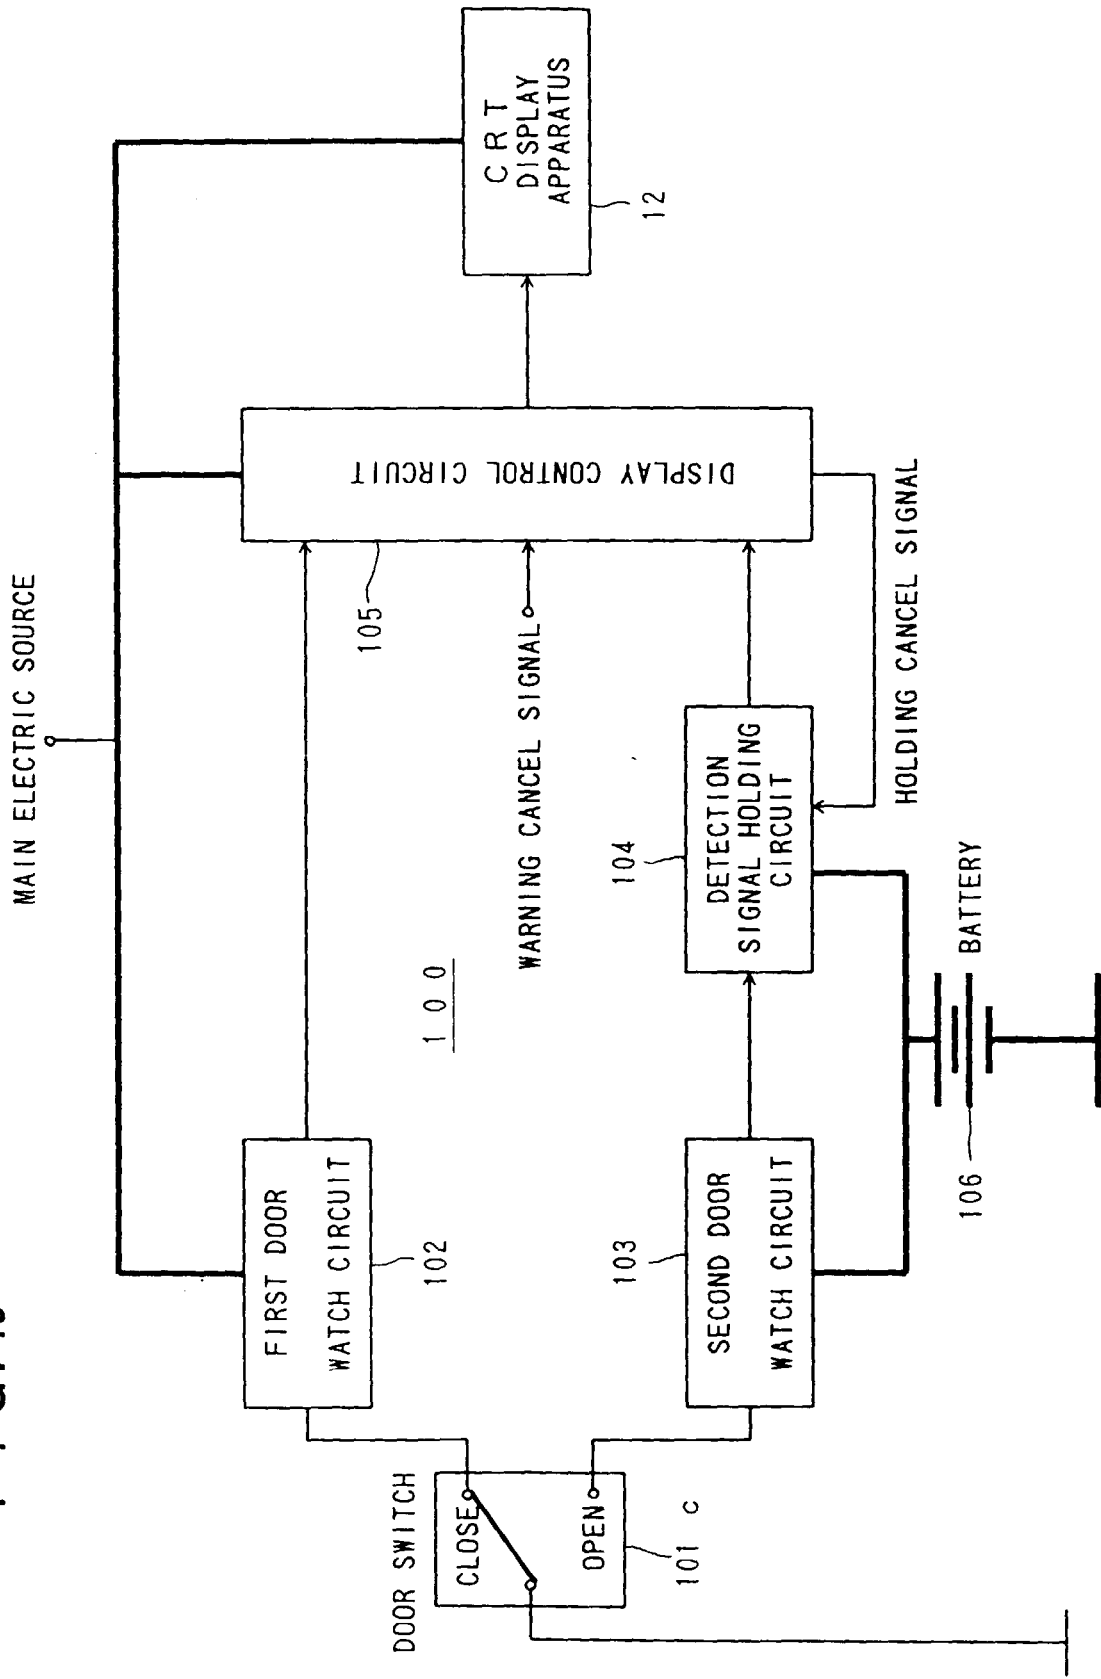 MAIN ELECTRIC SOURCE
FIRST DOOR
WATCH CIRCUIT
102
DOOR SWITCH
CLOSE
OPEN
101 c
SECOND DOOR
WATCH CIRCUIT
103
100
WARNING CANCEL SIGNAL
105
DISPLAY CONTROL CIRCUIT
CRT
DISPLAY
APPARATUS
12
104
DETECTION
SIGNAL HOLDING
CIRCUIT
HOLDING CANCEL SIGNAL
106
BATTERY